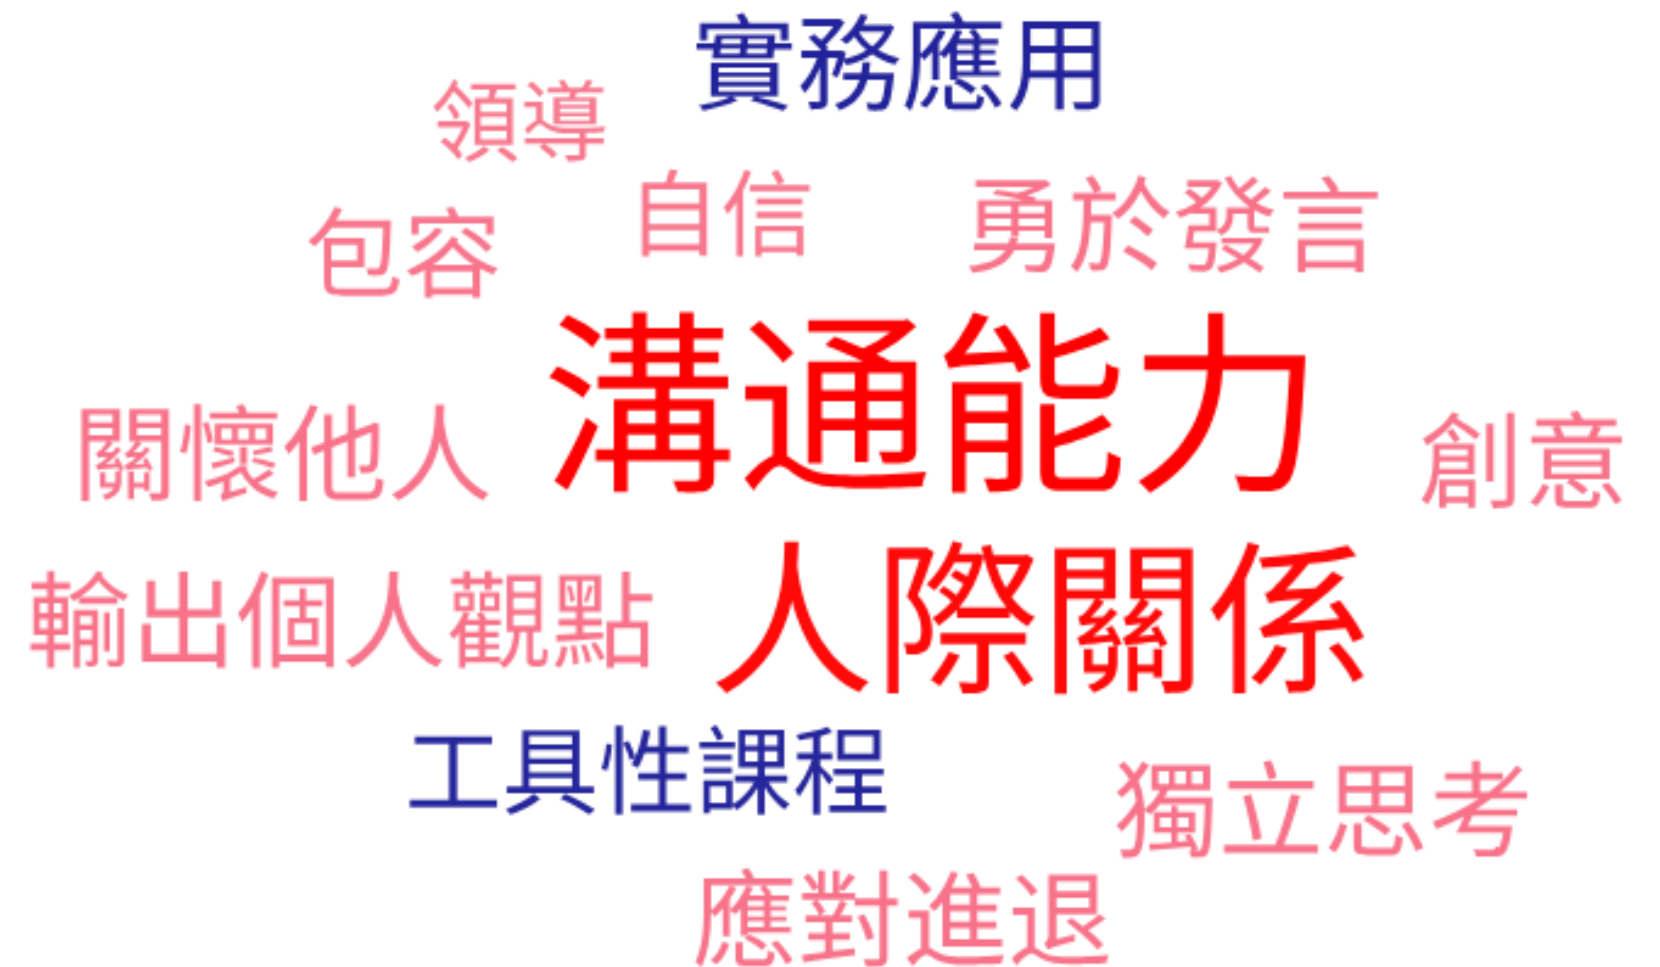 實務應用
領導
自信
勇於發言
包容
溝通能力
關懷他人
創意
人際關係
輸出個人觀點
工具性課程
獨立思考
應對進退